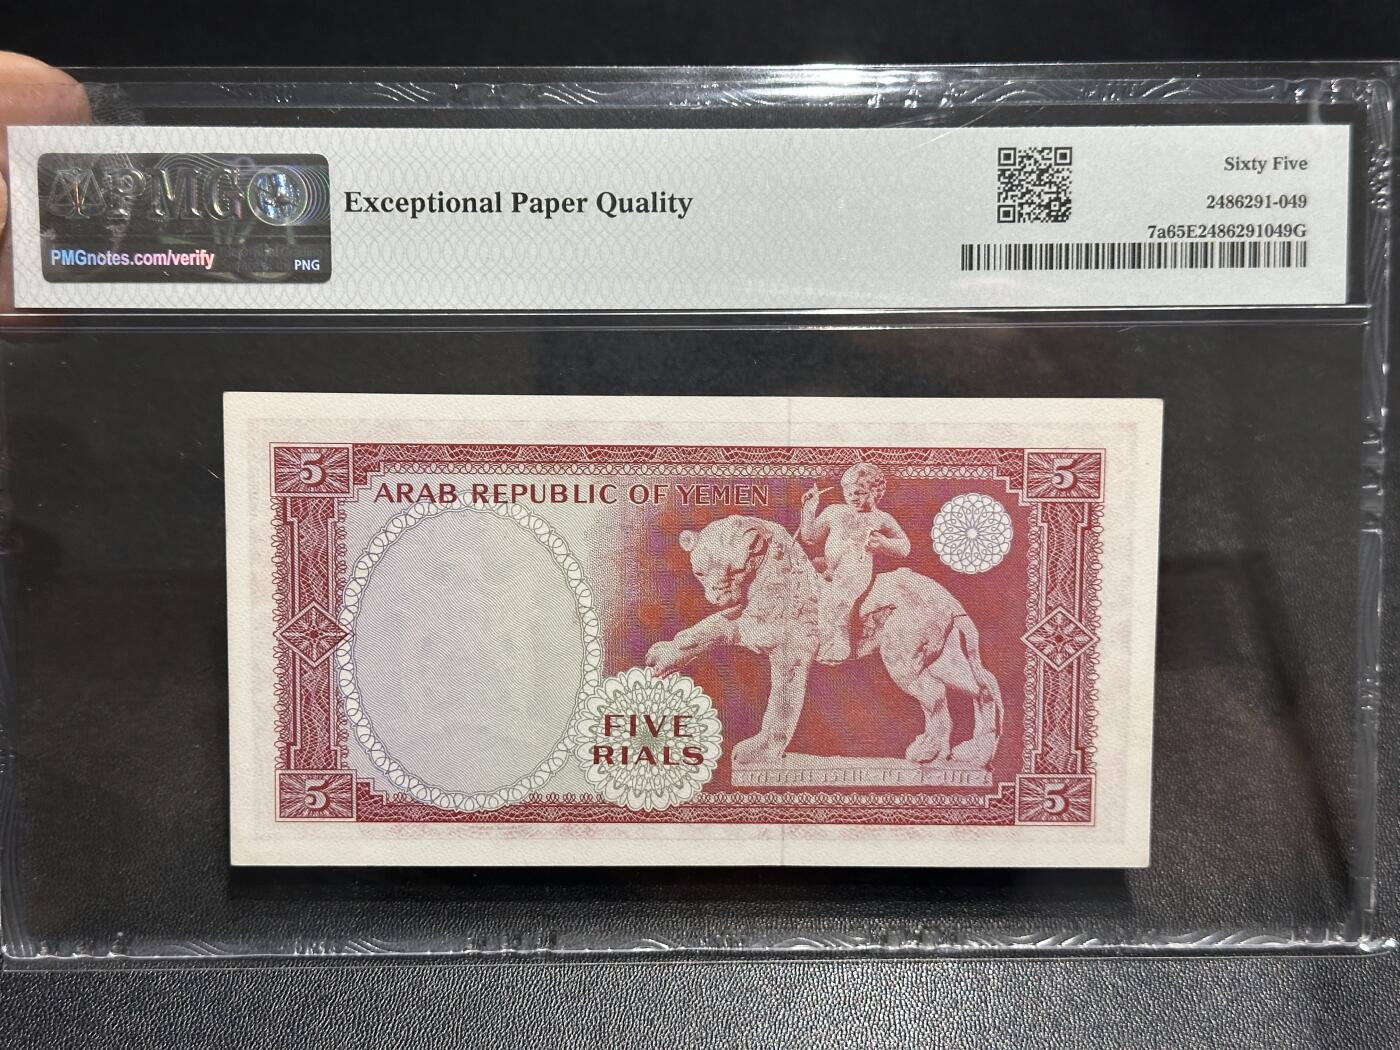 PMG
PMGnotes.com/verify
PNG
Exceptional Paper Quality
Sixty Five
2486291-049
7a65E2486291049G
5
5
ARAB REPUBLIC OF YEMEN
FIVE
RIALS
5
5